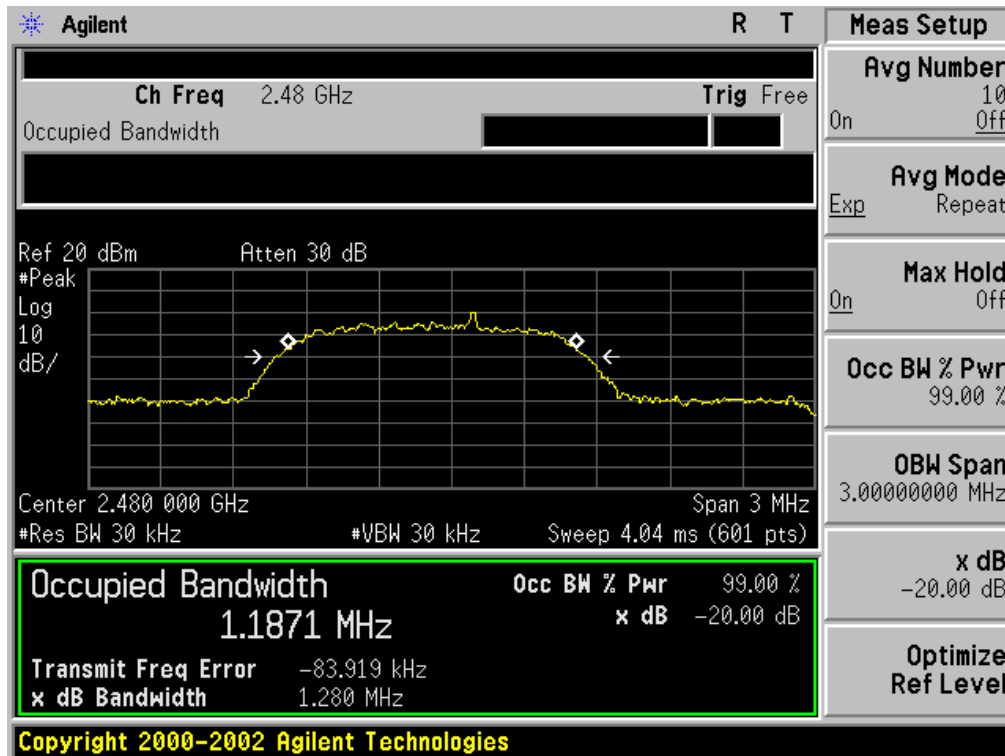 Agilent R T
Meas Setup
Ch Freq 2.48 GHz Trig Free
Occupied Bandwidth
Ref 20 dBm Atten 30 dB
#Peak
Log
10
dB/
Center 2.480 000 GHz Span 3 MHz
#Res BW 30 kHz #VBW 30 kHz Sweep 4.04 ms (601 pts)
Occupied Bandwidth
1.1871 MHz
Occ BW % Pwr 99.00 %
x dB -20.00 dB
Transmit Freq Error -83.919 kHz
x dB Bandwidth 1.280 MHz
Avg Number
10
On Off
Avg Mode
Exp Repeat
Max Hold
On Off
Occ BW % Pwr
99.00 %
OBW Span
3.00000000 MHz
x dB
-20.00 dB
Optimize
Ref Level
Copyright 2000-2002 Agilent Technologies